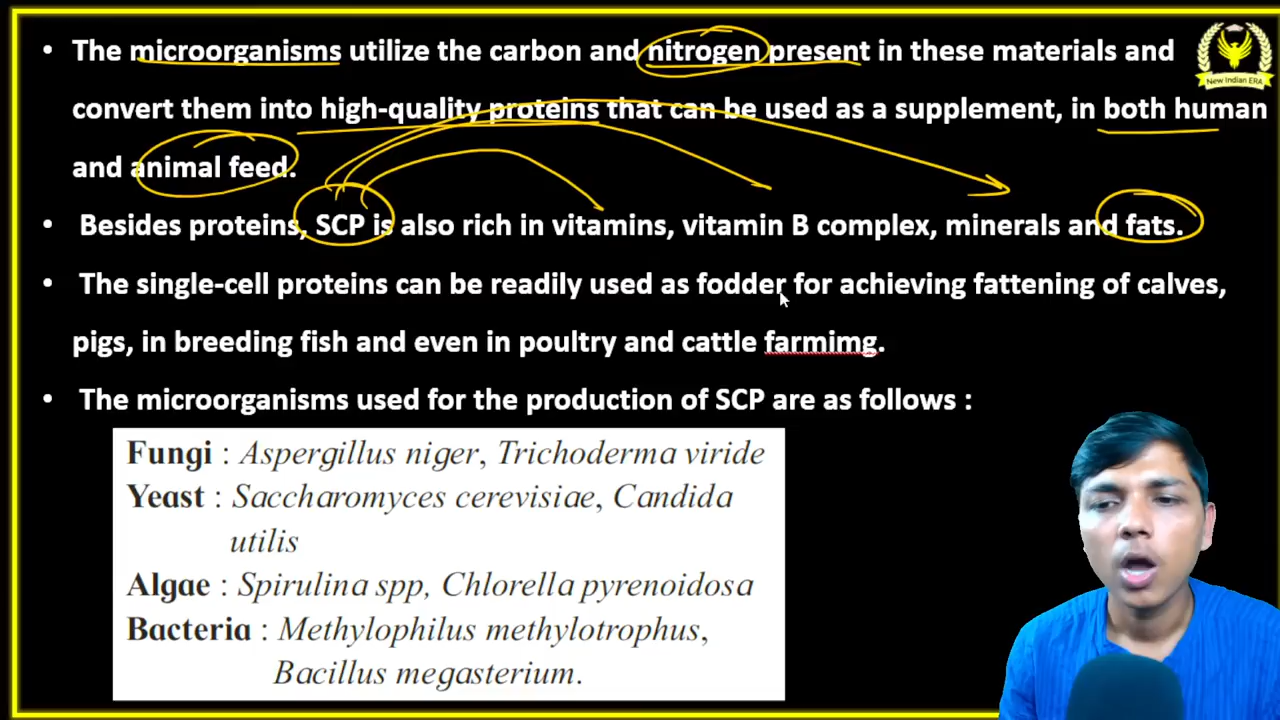 • The microorganisms utilize the carbon and nitrogen present in these materials and
convert them into high-quality proteins that can be used as a supplement, in both human
and animal feed.
• Besides proteins, SCP is also rich in vitamins, vitamin B complex, minerals and fats.
• The single-cell proteins can be readily used as fodder for achieving fattening of calves,
pigs, in breeding fish and even in poultry and cattle farmimg.
• The microorganisms used for the production of SCP are as follows :
Fungi : Aspergillus niger, Trichoderma viride
Yeast : Saccharomyces cerevisiae, Candida
utilis
Algae : Spirulina spp, Chlorella pyrenoidosa
Bacteria : Methylophilus methylotrophus,
Bacillus megasterium.
New Indian ERA